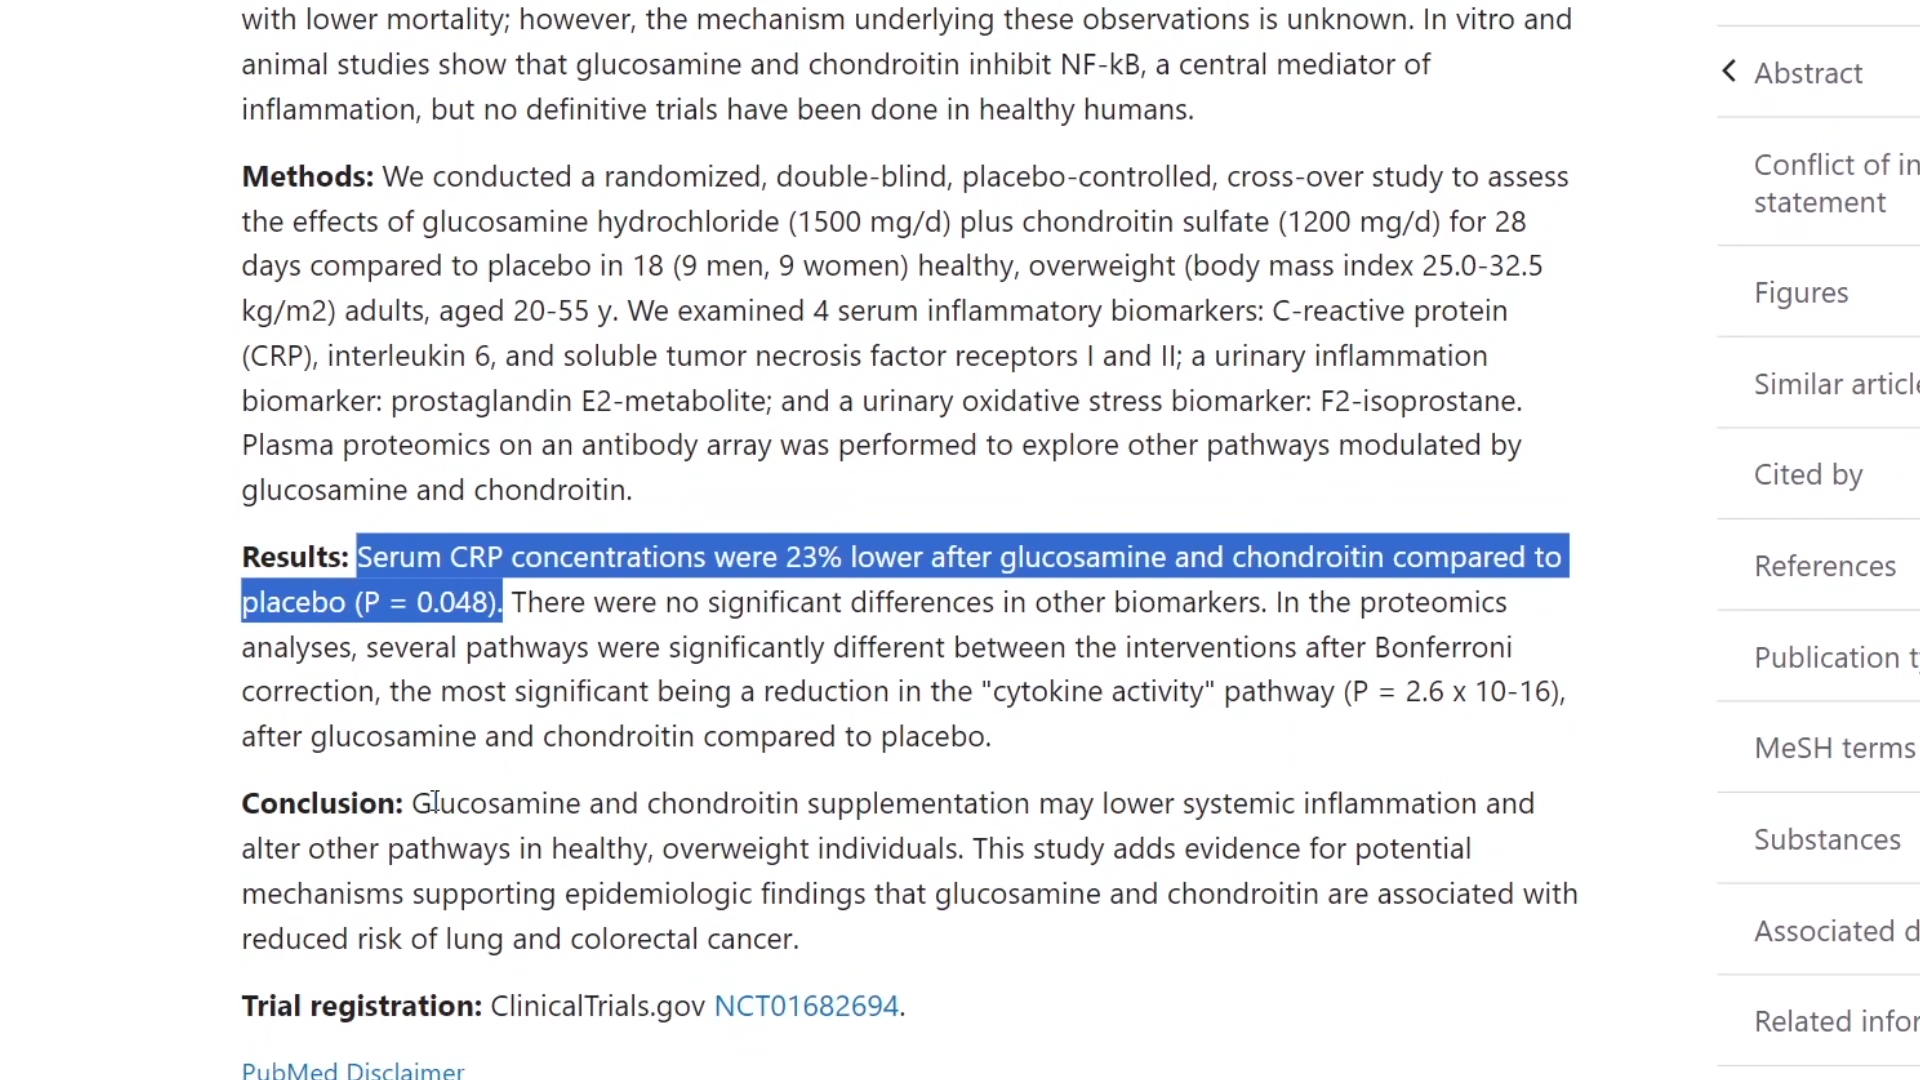 with lower mortality; however, the mechanism underlying these observations is unknown. In vitro and
animal studies show that glucosamine and chondroitin inhibit NF-kB, a central mediator of
inflammation, but no definitive trials have been done in healthy humans.
Methods: We conducted a randomized, double-blind, placebo-controlled, cross-over study to assess
the effects of glucosamine hydrochloride (1500 mg/d) plus chondroitin sulfate (1200 mg/d) for 28
days compared to placebo in 18 (9 men, 9 women) healthy, overweight (body mass index 25.0-32.5
kg/m2) adults, aged 20-55 y. We examined 4 serum inflammatory biomarkers: C-reactive protein
(CRP), interleukin 6, and soluble tumor necrosis factor receptors I and II; a urinary inflammation
biomarker: prostaglandin E2-metabolite; and a urinary oxidative stress biomarker: F2-isoprostane.
Plasma proteomics on an antibody array was performed to explore other pathways modulated by
glucosamine and chondroitin.
Results: Serum CRP concentrations were 23% lower after glucosamine and chondroitin compared to
placebo (P = 0.048). There were no significant differences in other biomarkers. In the proteomics
analyses, several pathways were significantly different between the interventions after Bonferroni
correction, the most significant being a reduction in the "cytokine activity" pathway (P = 2.6 x 10-16),
after glucosamine and chondroitin compared to placebo.
Conclusion: Glucosamine and chondroitin supplementation may lower systemic inflammation and
alter other pathways in healthy, overweight individuals. This study adds evidence for potential
mechanisms supporting epidemiologic findings that glucosamine and chondroitin are associated with
reduced risk of lung and colorectal cancer.
Trial registration: ClinicalTrials.gov NCT01682694.
PubMed Disclaimer
Abstract
Conflict of in
statement
Figures
Similar article
Cited by
References
Publication t
MeSH terms
Substances
Associated d
Related infor